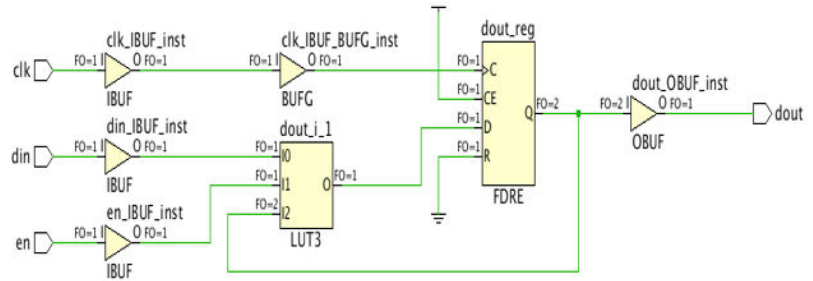 clk_IBUF_inst
clk_IBUF_BUFG_inst
dout_reg
clk FO=1 I O FO=1 FO=1 I O FO=1 FO=1 C
IBUF
BUFG
FO=1 CE
dout_OBUF_inst
Q FO=2 FO=2 I O FO=1 dout
FO=1 D
OBUF
din_IBUF_inst
dout_i_1
din FO=1 I O FO=1 FO=1 I0
FO=1 R
IBUF
FO=1 I1 O FO=1
FDRE
en_IBUF_inst
FO=2 I2
en FO=1 I O FO=1
LUT3
IBUF